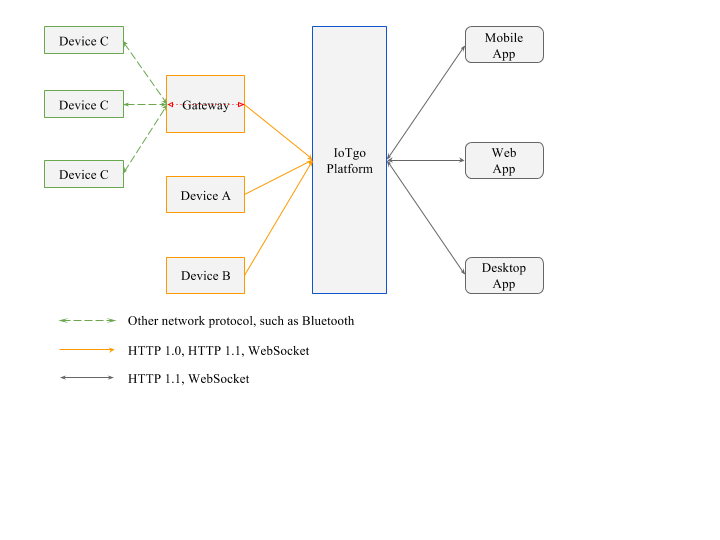 Device C
Device C
Device C
Gateway
Device A
Device B
IoTgo
Platform
Mobile
App
Web
App
Desktop
App
Other network protocol, such as Bluetooth
HTTP 1.0, HTTP 1.1, WebSocket
HTTP 1.1, WebSocket